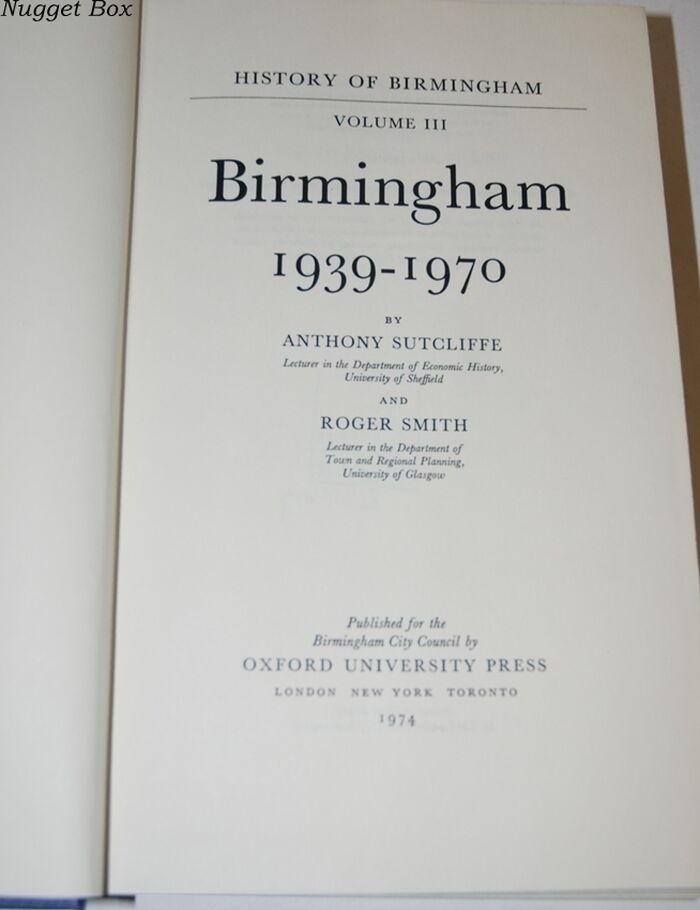 Nugget Box
HISTORY OF BIRMINGHAM
VOLUME III
Birmingham
1939-1970
BY
ANTHONY SUTCLIFFE
Lecturer in the Department of Economic History,
University of Sheffield
AND
ROGER SMITH
Lecturer in the Department of
Town and Regional Planning,
University of Glasgow
Published for the
Birmingham City Council by
OXFORD UNIVERSITY PRESS
LONDON NEW YORK TORONTO
1974